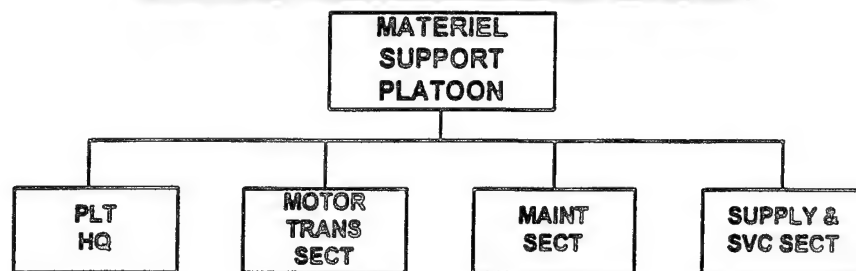 MATERIEL
SUPPORT
PLATOON
PLT
HQ
MOTOR
TRANS
SECT
MAINT
SECT
SUPPLY &
SVC SECT